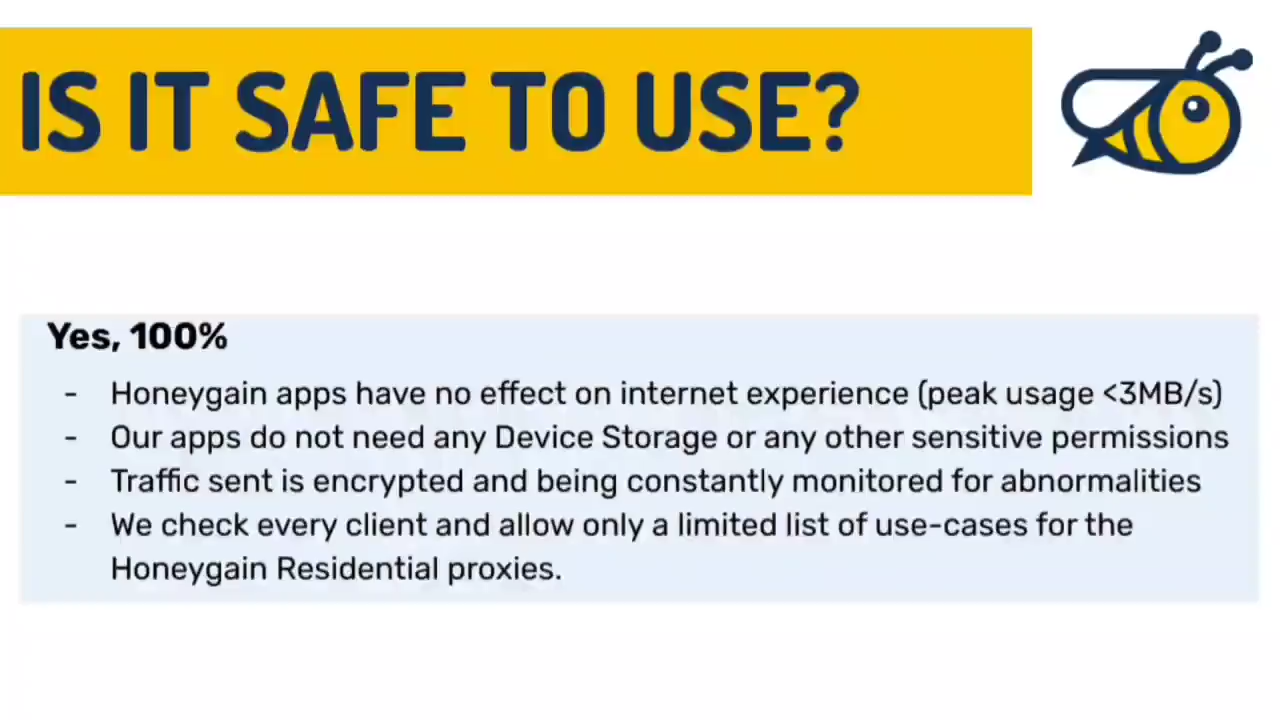 IS IT SAFE TO USE?
Yes, 100%
- Honeygain apps have no effect on internet experience (peak usage <3MB/s)
- Our apps do not need any Device Storage or any other sensitive permissions
- Traffic sent is encrypted and being constantly monitored for abnormalities
- We check every client and allow only a limited list of use-cases for the
Honeygain Residential proxies.